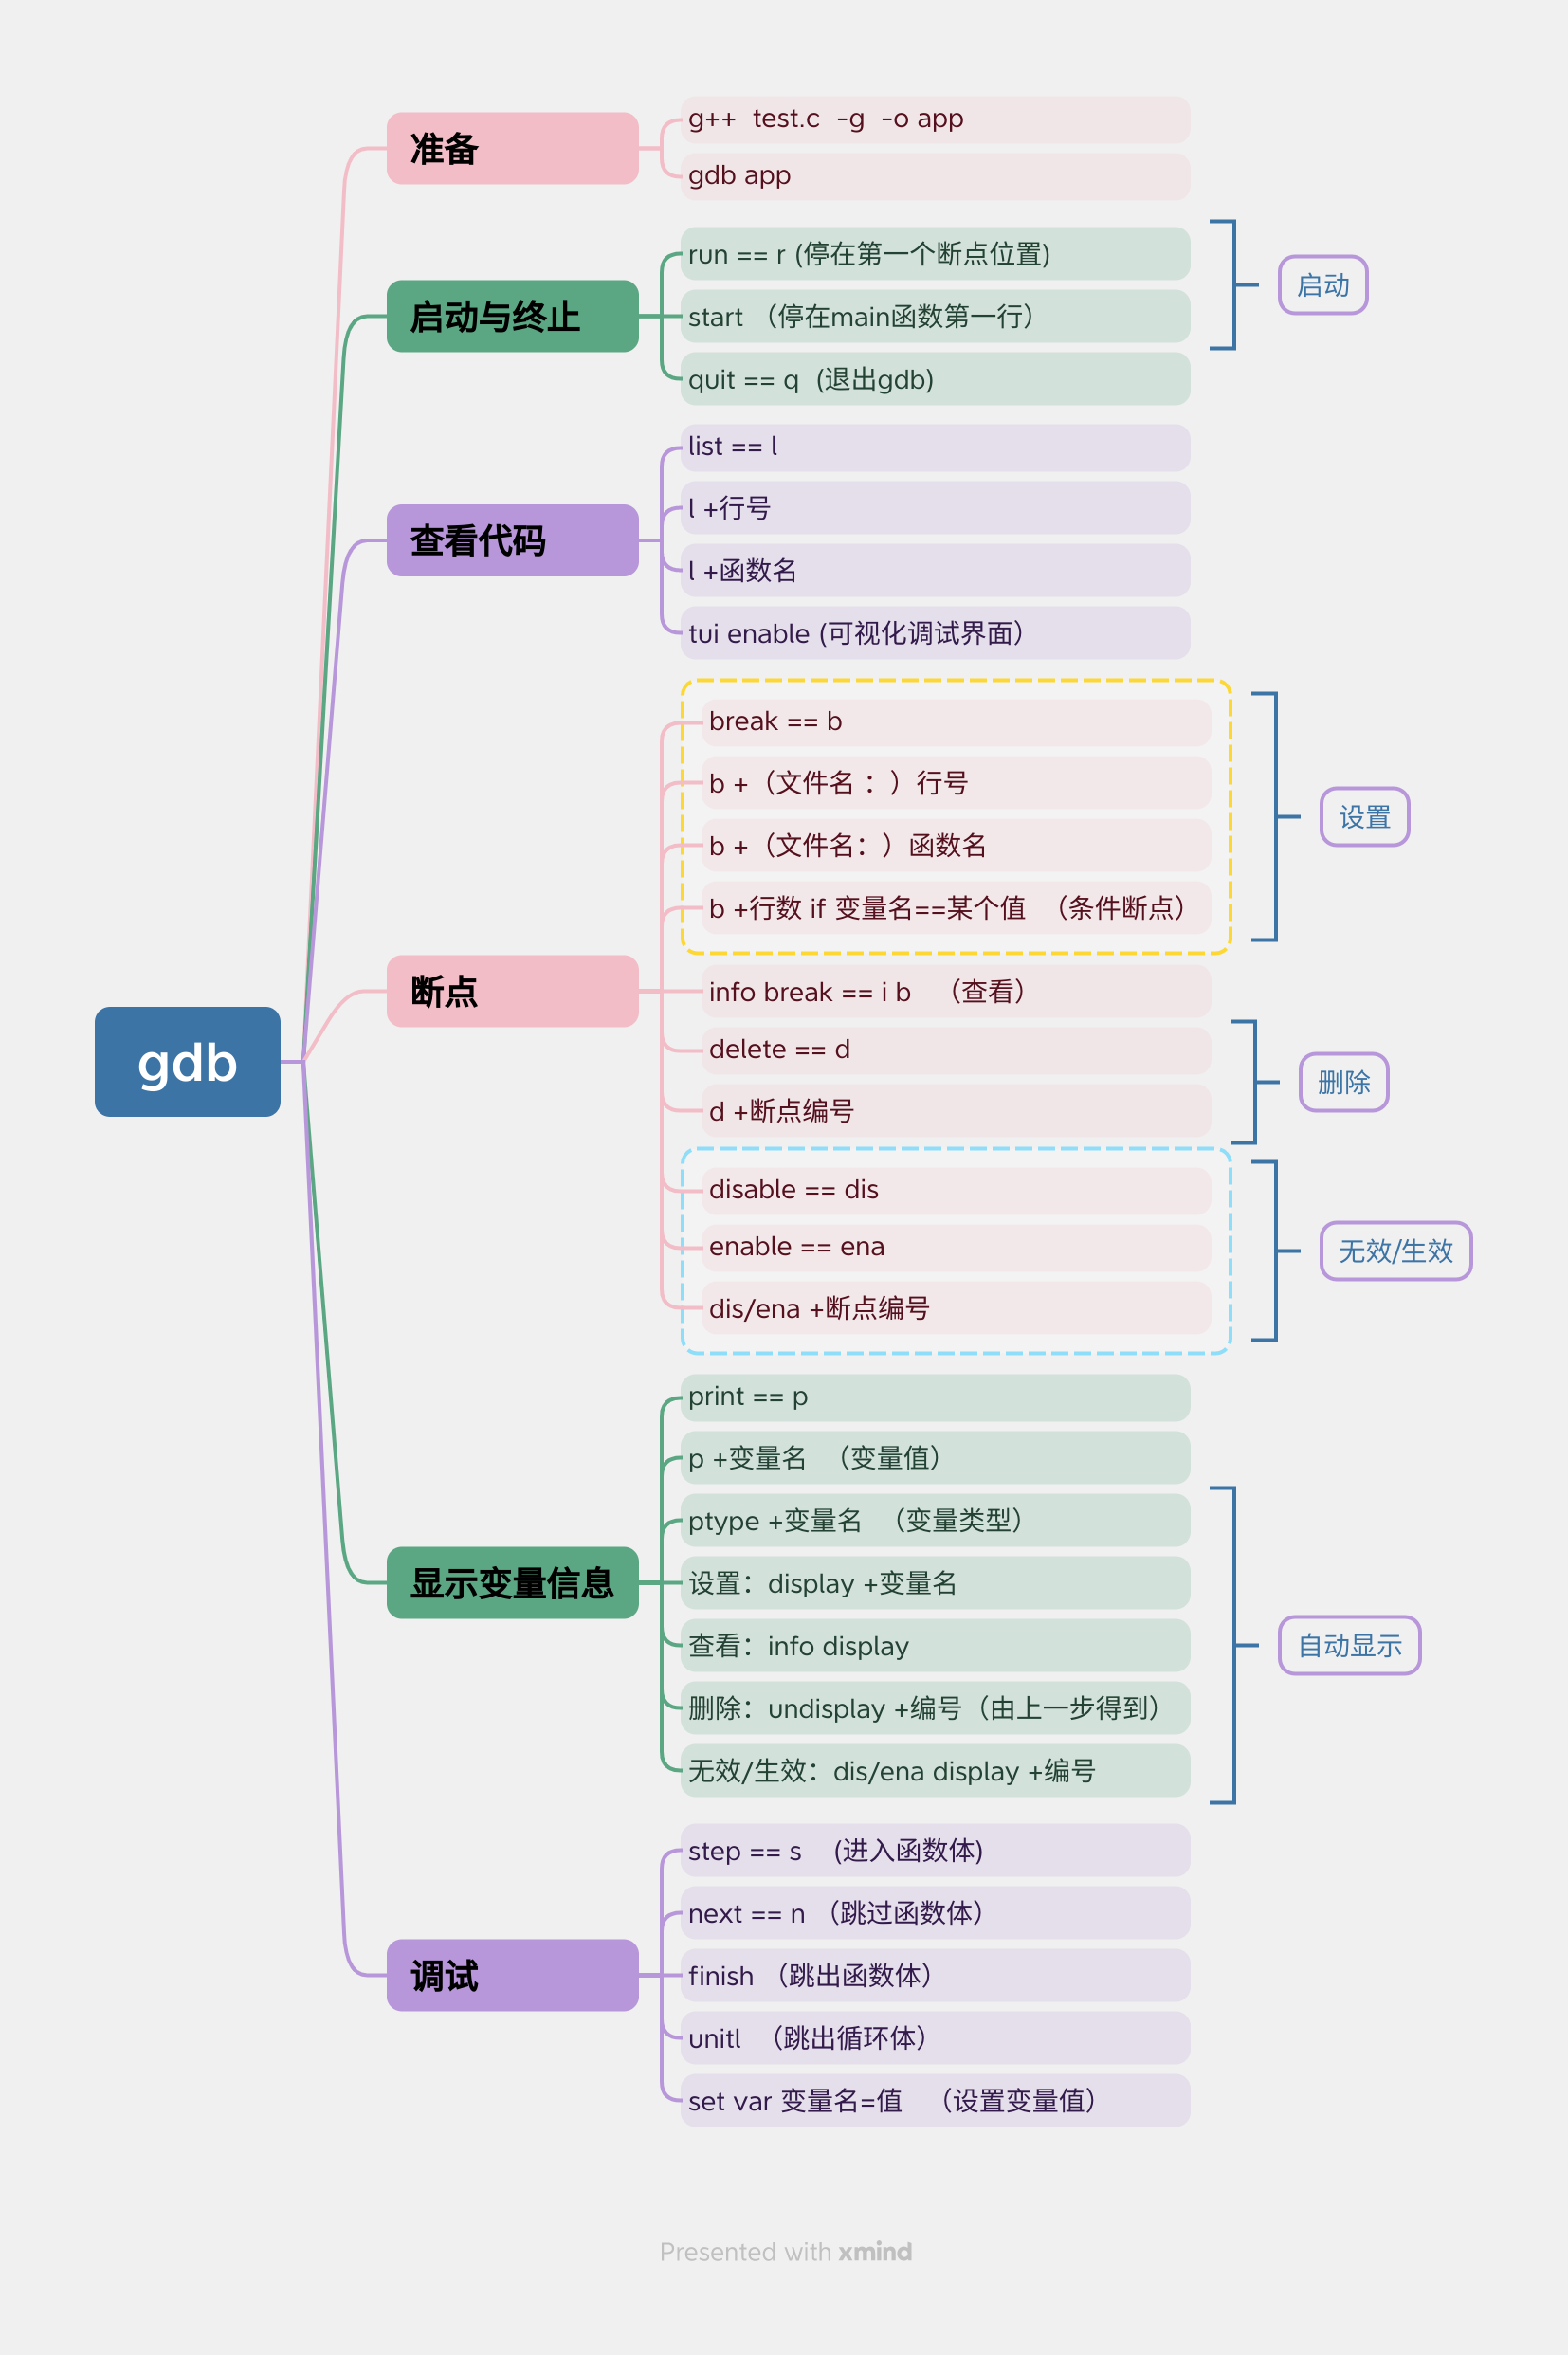 gdb
准备
g++  test.c  -g  -o app
gdb app
启动与终止
run == r (停在第一个断点位置)
start （停在main函数第一行）
quit == q  (退出gdb)
启动
查看代码
list == l
l +行号
l +函数名
tui enable (可视化调试界面）
断点
break == b
b +（文件名 ：）行号
b +（文件名：）函数名
b +行数 if 变量名==某个值  （条件断点）
设置
info break == i b   （查看）
delete == d
d +断点编号
删除
disable == dis
enable == ena
dis/ena +断点编号
无效/生效
显示变量信息
print == p
p +变量名  （变量值）
ptype +变量名  （变量类型）
设置：display +变量名
查看：info display
删除：undisplay +编号（由上一步得到）
无效/生效：dis/ena display +编号
自动显示
调试
step == s    (进入函数体)
next == n （跳过函数体）
finish （跳出函数体）
unitl  （跳出循环体）
set var 变量名=值   （设置变量值）
Presented with xmind